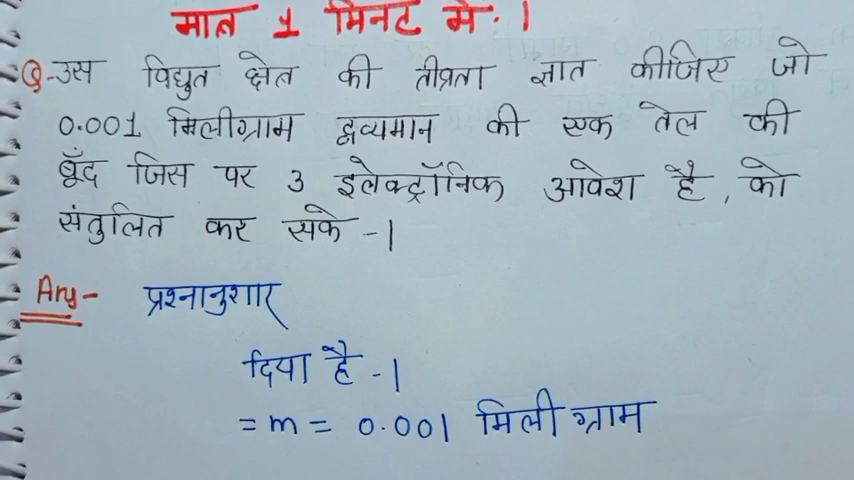 मात्र 1 मिनट में.।
Q-उस विद्युत क्षेत्र की तीव्रता ज्ञात कीजिए जो
0.001 मिलीग्राम द्रव्यमान की एक तेल की
बूँद जिस पर 3 इलेक्ट्रॉनिक आवेश है, को
संतुलित कर सके -।
Ans- प्रश्नानुशार्
दिया है -।
= m = 0.001 मिली ग्राम